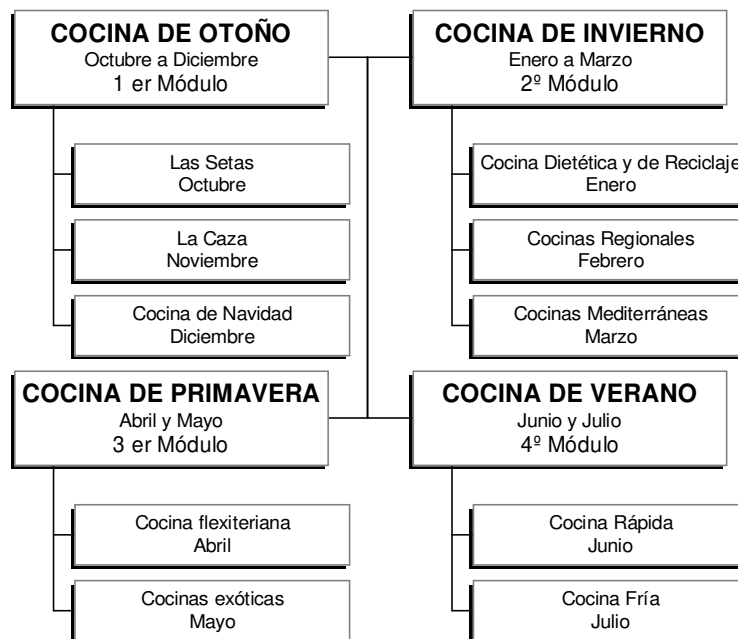 COCINA DE OTOÑO
Octubre a Diciembre
1 er Módulo
Las Setas
Octubre
La Caza
Noviembre
Cocina de Navidad
Diciembre
COCINA DE INVIERNO
Enero a Marzo
2º Módulo
Cocina Dietética y de Reciclaje
Enero
Cocinas Regionales
Febrero
Cocinas Mediterráneas
Marzo
COCINA DE PRIMAVERA
Abril y Mayo
3 er Módulo
Cocina flexiteriana
Abril
Cocinas exóticas
Mayo
COCINA DE VERANO
Junio y Julio
4º Módulo
Cocina Rápida
Junio
Cocina Fría
Julio